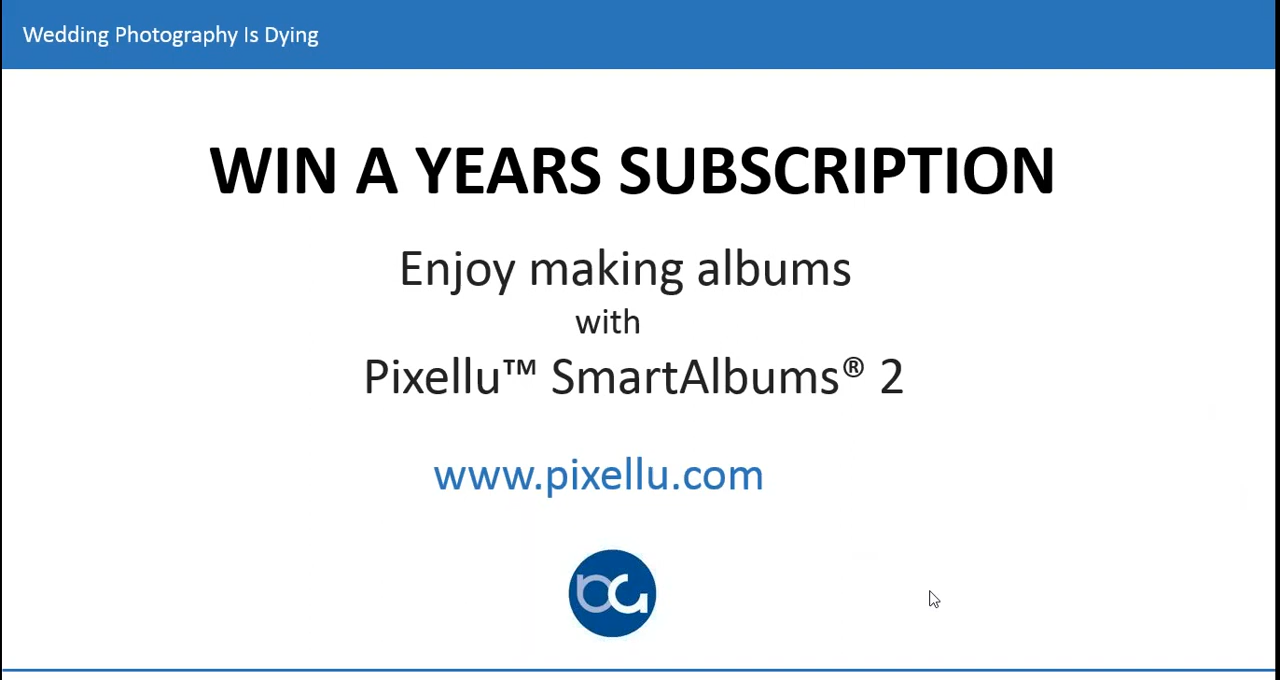 Wedding Photography Is Dying
WIN A YEARS SUBSCRIPTION
Enjoy making albums
with
Pixellu™ SmartAlbums® 2
www.pixellu.com